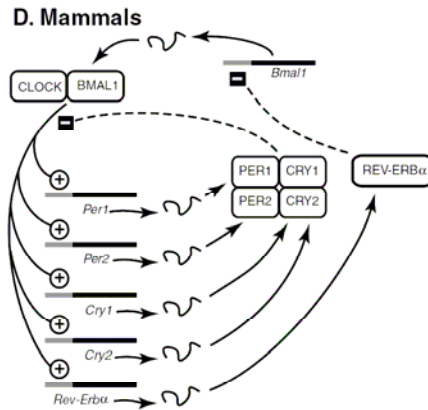 D. Mammals
Bmal1
CLOCK BMAL1
PER1 CRY1
PER2 CRY2
REV-ERBα
+
Per1
+
Per2
+
Cry1
+
Cry2
+
Rev-Erbα